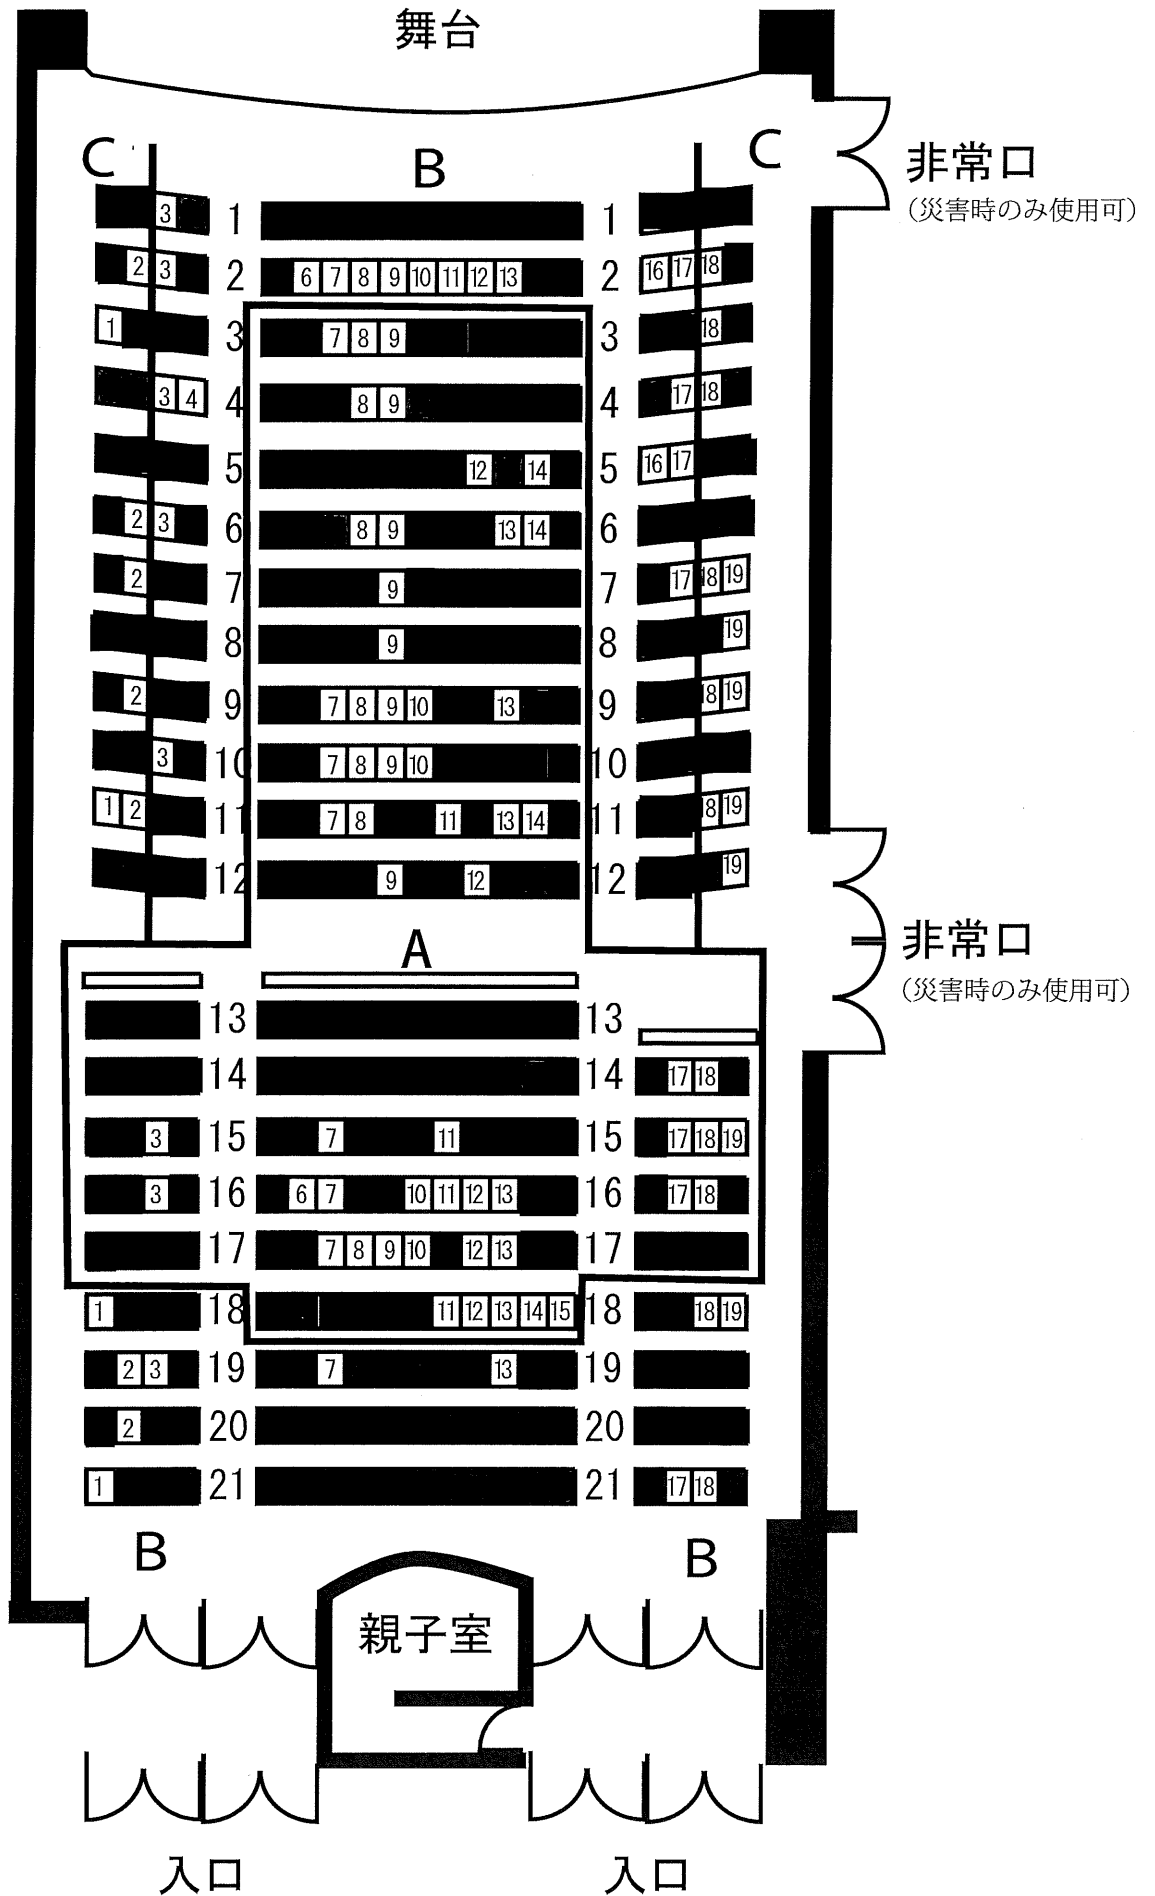 舞台
C B C
非常口
（災害時のみ使用可）
3 1 1
2 3 2 6 7 8 9 10 11 12 13 2 16 17 18
1 3 7 8 9 3 18
3 4 4 8 9 4 17 18
5 12 14 5 16 17
2 3 6 8 9 13 14 6
2 7 9 7 17 18 19
8 9 8 19
2 9 7 8 9 10 13 9 18 19
3 10 7 8 9 10 10
1 2 11 7 8 11 13 14 11 18 19
12 9 12 12 19
A
非常口
（災害時のみ使用可）
13 13
14 14 17 18
3 15 7 11 15 17 18 19
3 16 6 7 10 11 12 13 16 17 18
17 7 8 9 10 12 13 17
1 18 11 12 13 14 15 18 18 19
2 3 19 7 13 19
2 20 20
1 21 21 17 18
B B
親子室
入口 入口